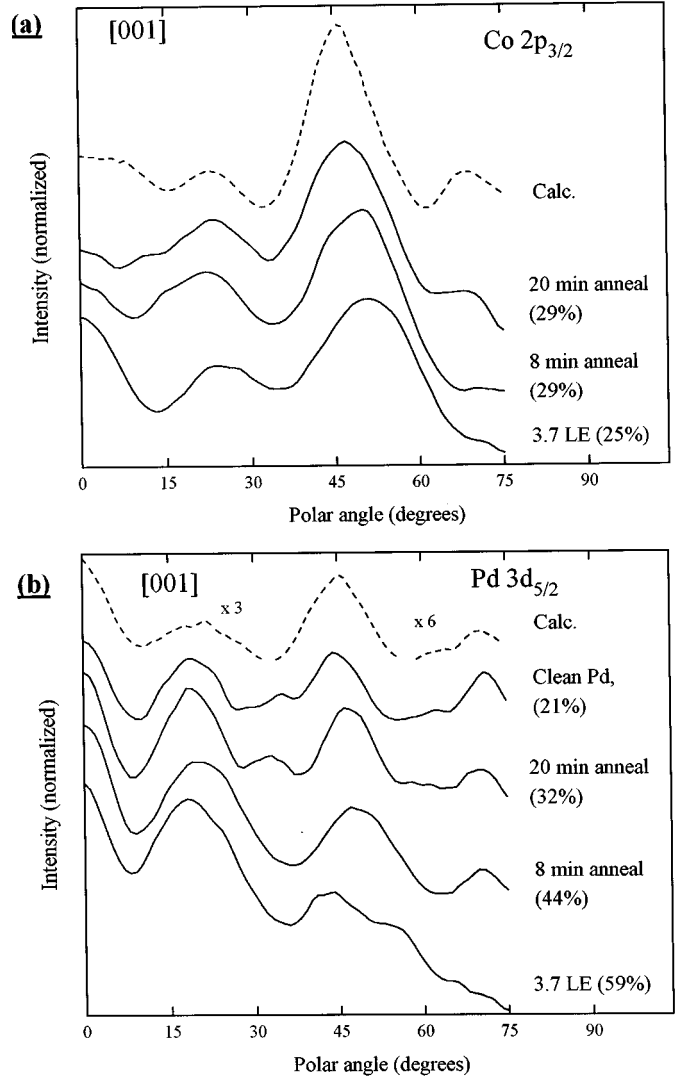 (a)
[001]
Co 2p3/2
Calc.
20 min anneal
(29%)
8 min anneal
(29%)
3.7 LE (25%)
Intensity (normalized)
0 15 30 45 60 75 90
Polar angle (degrees)
(b)
[001]
Pd 3d5/2
x 3
x 6
Calc.
Clean Pd,
(21%)
20 min anneal
(32%)
8 min anneal
(44%)
3.7 LE (59%)
Intensity (normalized)
0 15 30 45 60 75 90
Polar angle (degrees)